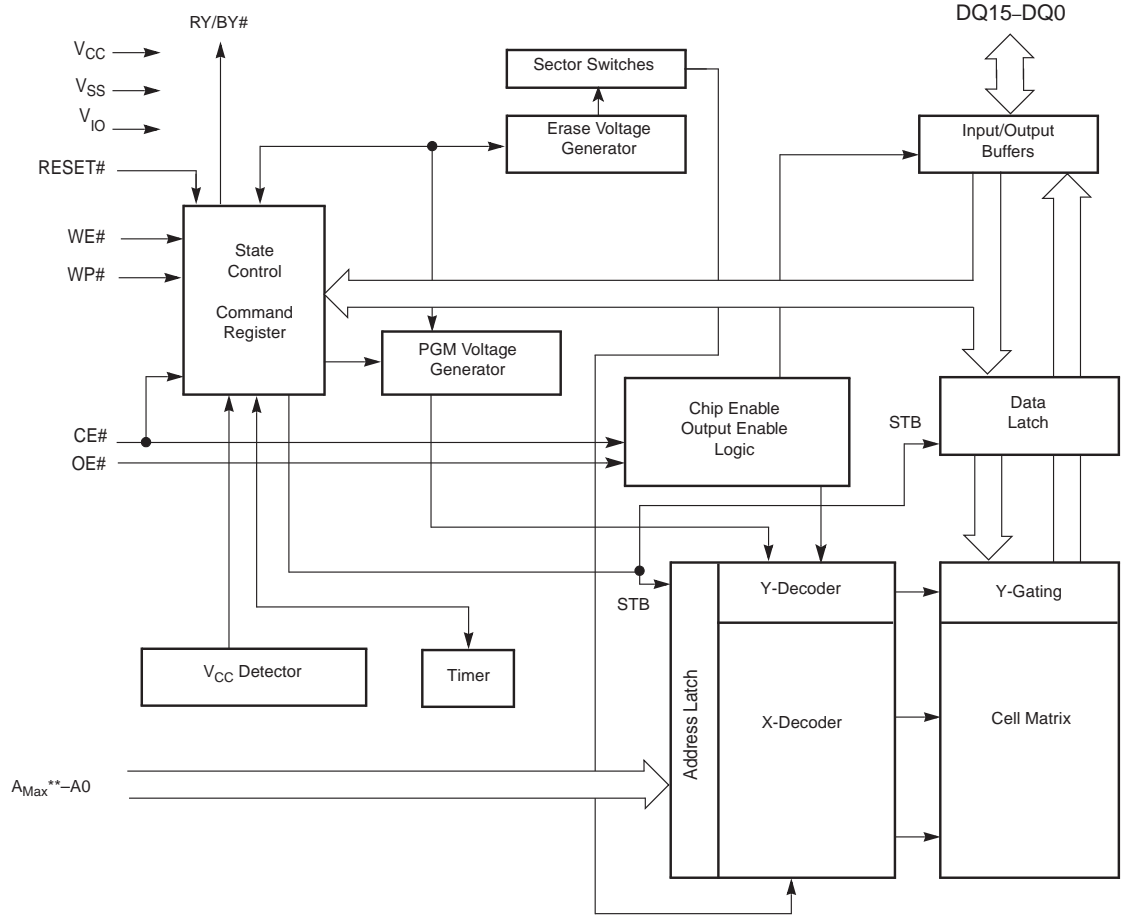 RY/BY#
DQ15–DQ0
VCC
VSS
VIO
RESET#
WE#
WP#
CE#
OE#
Sector Switches
Erase Voltage
Generator
Input/Output
Buffers
State
Control
Command
Register
PGM Voltage
Generator
Chip Enable
Output Enable
Logic
STB
Data
Latch
STB
Y-Decoder
Y-Gating
VCC Detector
Timer
Address Latch
X-Decoder
Cell Matrix
AMax**–A0